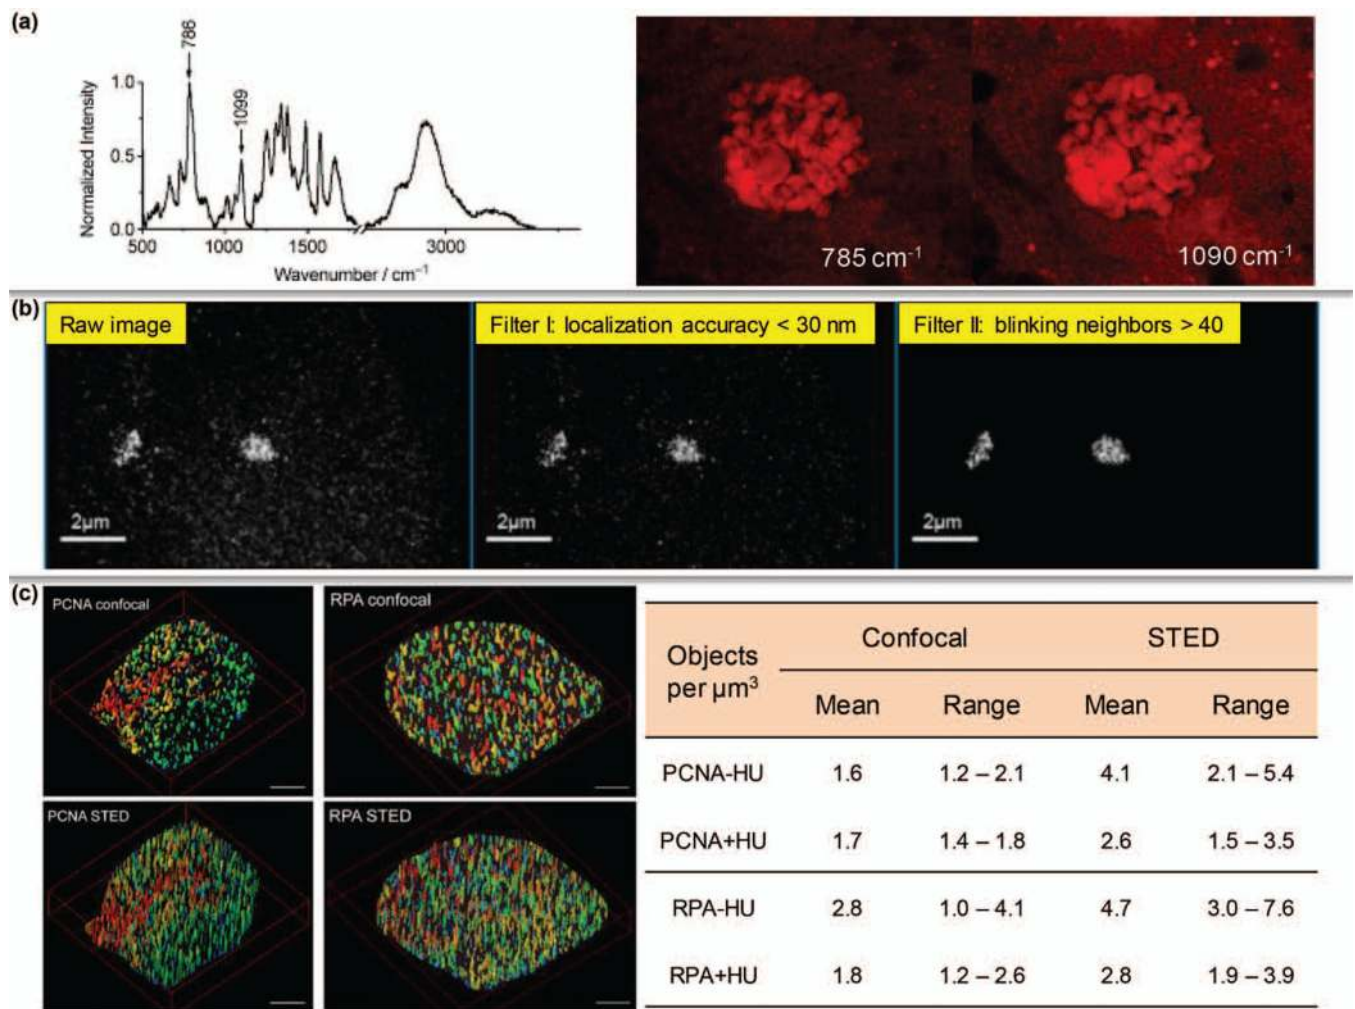 (a)
786
1099
1.0
0.5
0.0
Normalized Intensity
500
1000
1500
3000
Wavenumber / cm⁻¹
785 cm⁻¹
1090 cm⁻¹
(b)
Raw image
Filter I: localization accuracy < 30 nm
Filter II: blinking neighbors > 40
2µm
2µm
2µm
(c)
PCNA confocal
RPA confocal
PCNA STED
RPA STED
Objects per µm³
Confocal STED
Mean Range Mean Range
PCNA-HU 1.6 1.2 – 2.1 4.1 2.1 – 5.4
PCNA+HU 1.7 1.4 – 1.8 2.6 1.5 – 3.5
RPA-HU 2.8 1.0 – 4.1 4.7 3.0 – 7.6
RPA+HU 1.8 1.2 – 2.6 2.8 1.9 – 3.9